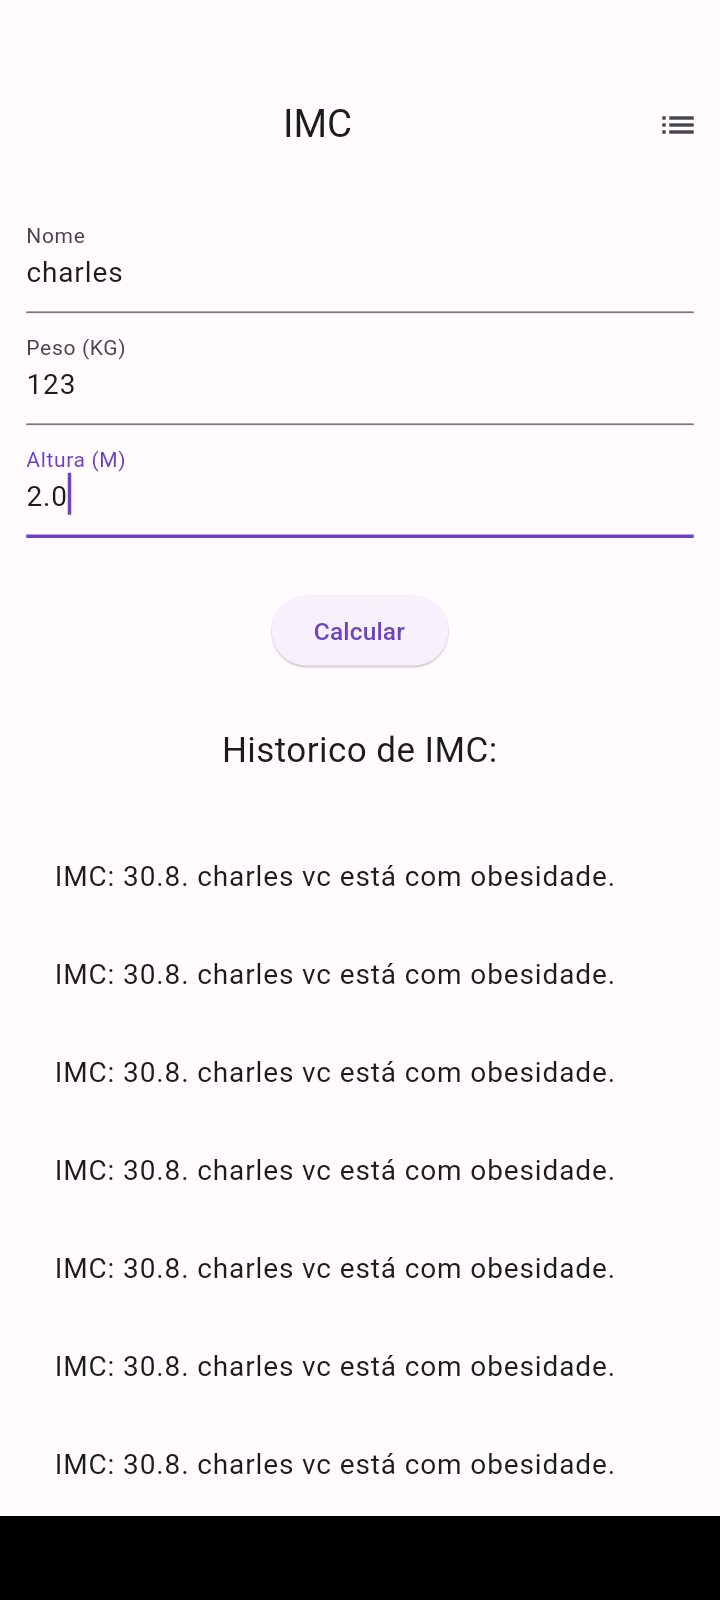 IMC
Nome
charles
Peso (KG)
123
Altura (M)
2.0
Calcular
Historico de IMC:
IMC: 30.8. charles vc está com obesidade.
IMC: 30.8. charles vc está com obesidade.
IMC: 30.8. charles vc está com obesidade.
IMC: 30.8. charles vc está com obesidade.
IMC: 30.8. charles vc está com obesidade.
IMC: 30.8. charles vc está com obesidade.
IMC: 30.8. charles vc está com obesidade.